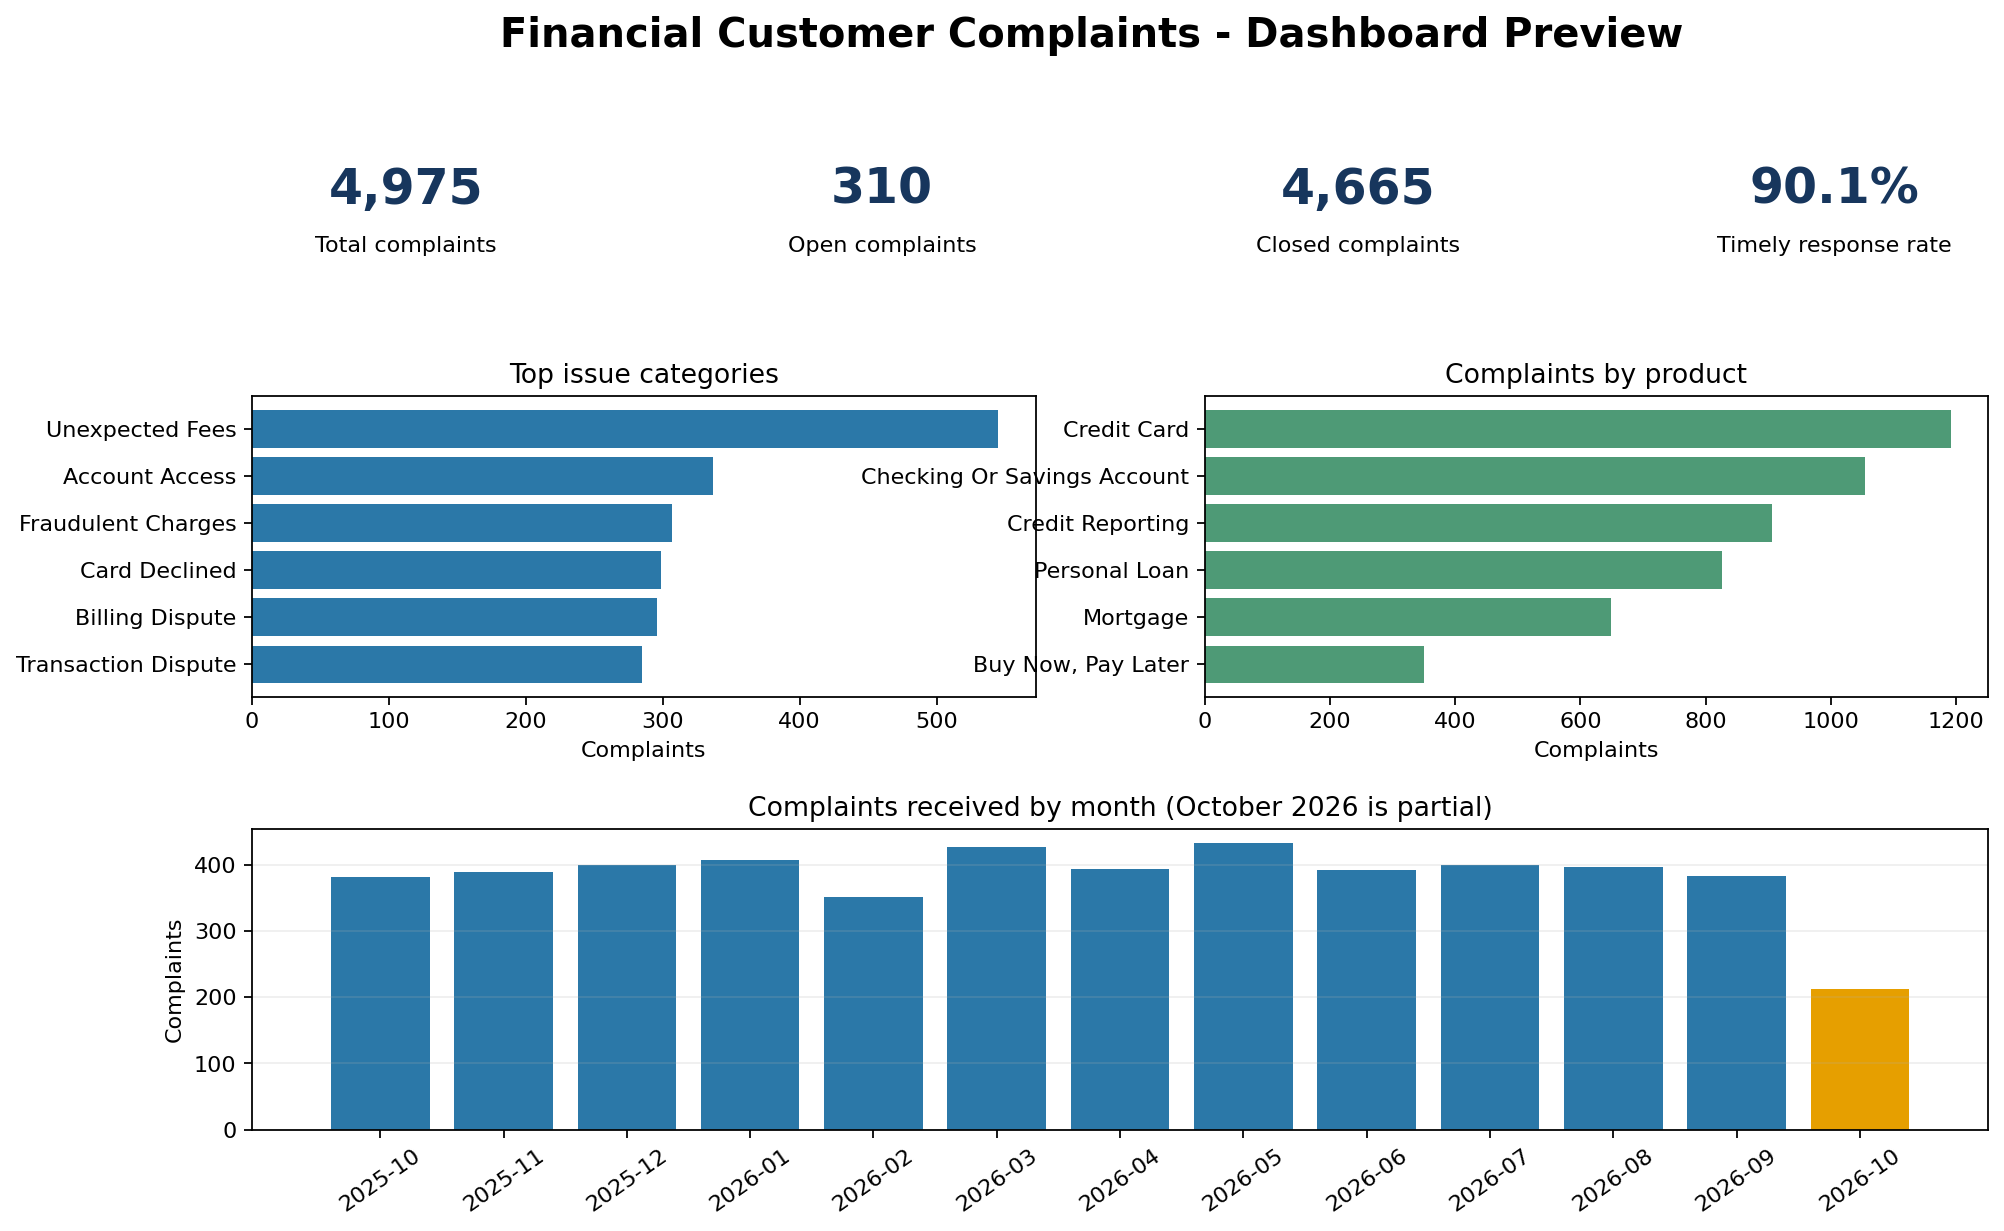 Financial Customer Complaints - Dashboard Preview
4,975
Total complaints
310
Open complaints
4,665
Closed complaints
90.1%
Timely response rate
Top issue categories
Unexpected Fees
Account Access
Fraudulent Charges
Card Declined
Billing Dispute
Transaction Dispute
0 100 200 300 400 500
Complaints
Complaints by product
Credit Card
Checking Or Savings Account
Credit Reporting
Personal Loan
Mortgage
Buy Now, Pay Later
0 200 400 600 800 1000 1200
Complaints
Complaints received by month (October 2026 is partial)
Complaints
400
300
200
100
0
2025-10 2025-11 2025-12 2026-01 2026-02 2026-03 2026-04 2026-05 2026-06 2026-07 2026-08 2026-09 2026-10